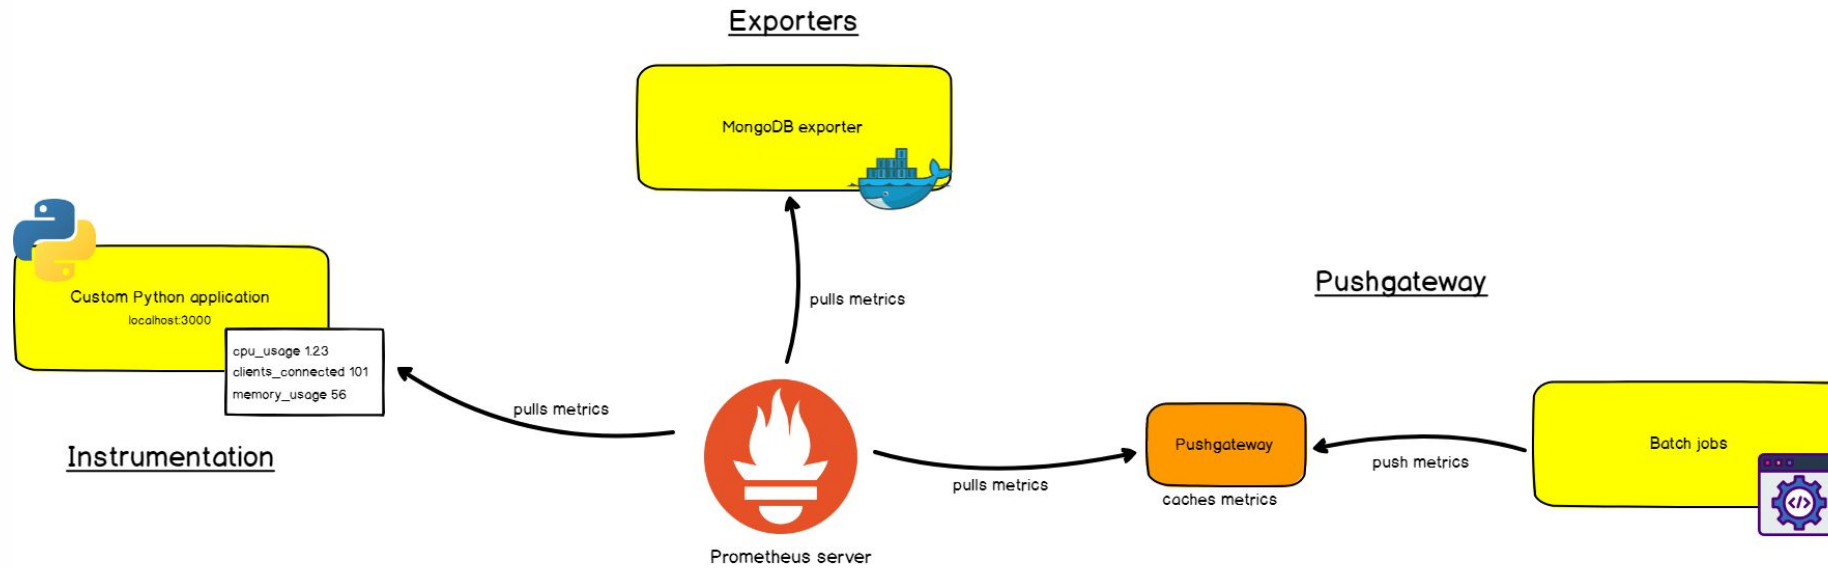 Exporters
MongoDB exporter
pulls metrics
Custom Python application
localhost:3000
cpu_usage 1.23
clients_connected 101
memory_usage 56
Instrumentation
pulls metrics
Prometheus server
pulls metrics
Pushgateway
Pushgateway
caches metrics
push metrics
Batch jobs
</>